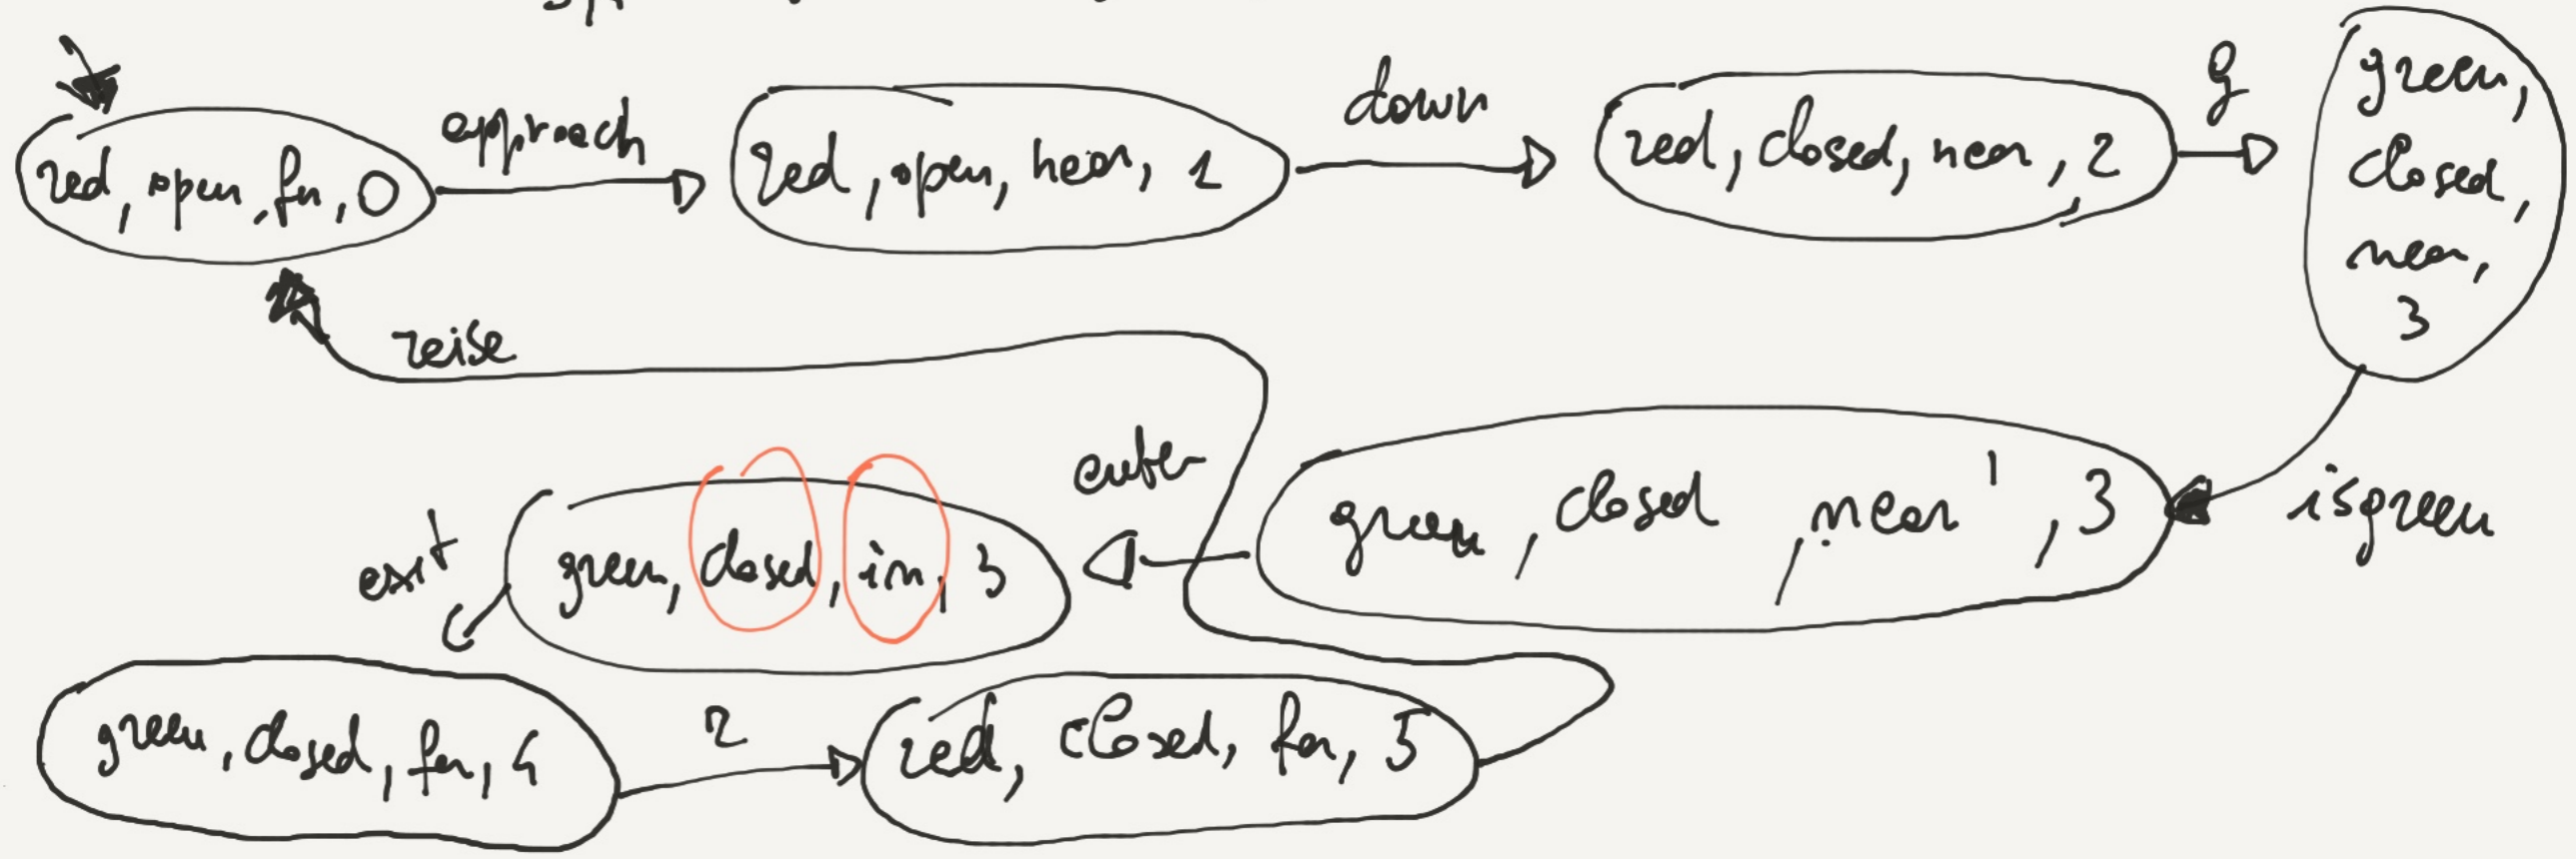 approach
down
g
red, open, far, 0
red, open, near, 1
red, closed, near, 2
green,
closed,
near,
3
raise
enter
isgreen
exit
green, closed, in, 3
green, closed, near', 3
r
green, closed, far, 4
red, closed, far, 5